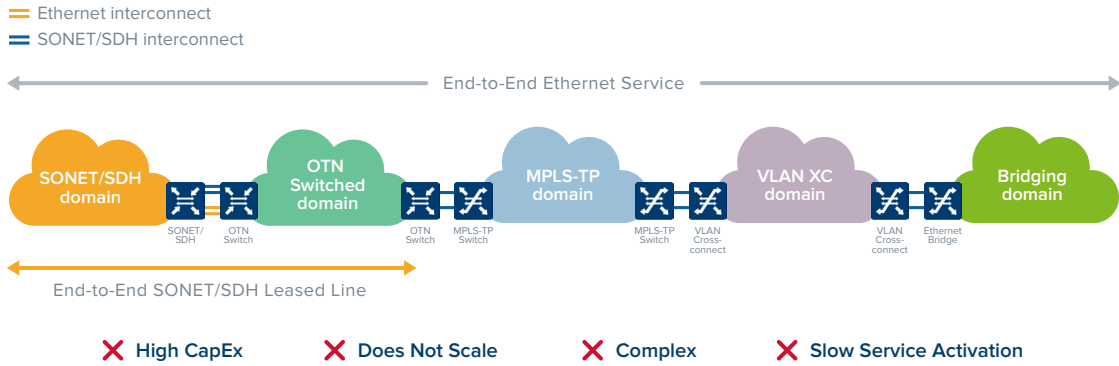 Ethernet interconnect
SONET/SDH interconnect
End-to-End Ethernet Service
SONET/SDH
domain
OTN
Switched
domain
MPLS-TP
domain
VLAN XC
domain
Bridging
domain
SONET/
SDH
OTN
Switch
OTN
Switch
MPLS-TP
Switch
MPLS-TP
Switch
VLAN
Cross-
connect
VLAN
Cross-
connect
Ethernet
Bridge
End-to-End SONET/SDH Leased Line
High CapEx
Does Not Scale
Complex
Slow Service Activation